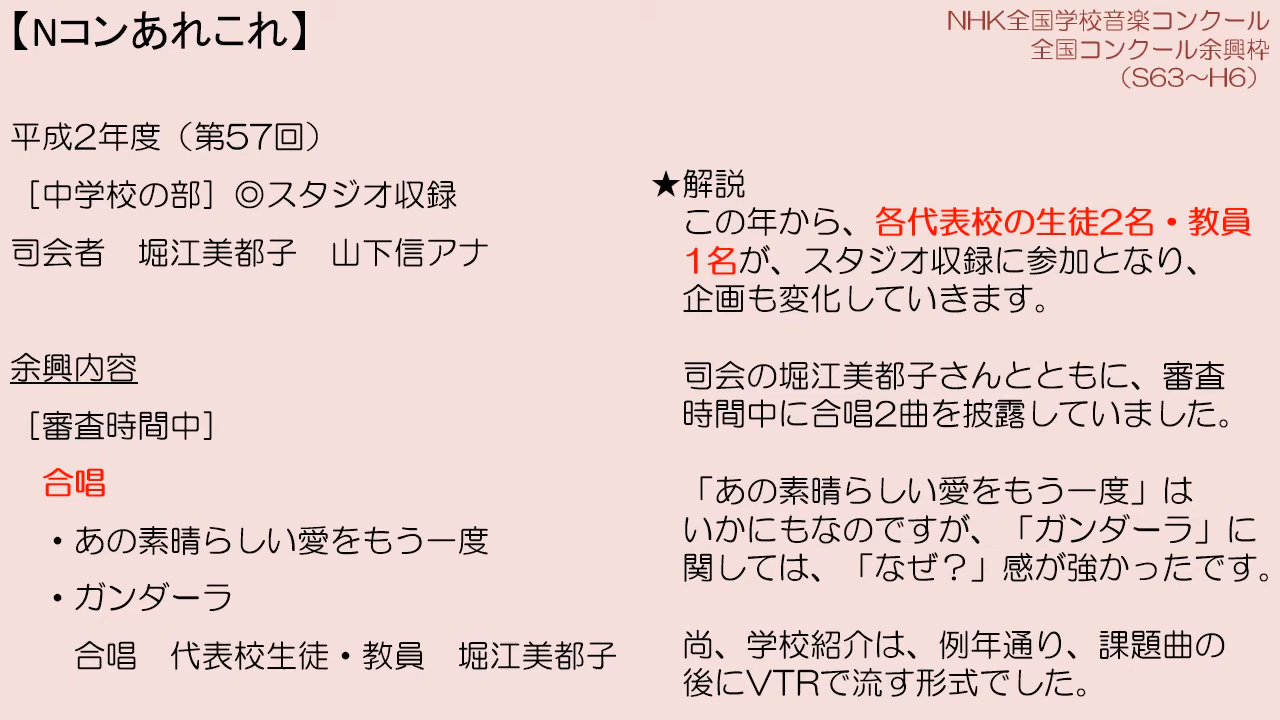 【Nコンあれこれ】
NHK全国学校音楽コンクール
全国コンクール余興枠
（S63～H6）
平成2年度（第57回）
［中学校の部］◎スタジオ収録
司会者　堀江美都子　山下信アナ
余興内容
［審査時間中］
合唱
・あの素晴らしい愛をもう一度
・ガンダーラ
合唱　代表校生徒・教員　堀江美都子
★解説
この年から、各代表校の生徒2名・教員
1名が、スタジオ収録に参加となり、
企画も変化していきます。
司会の堀江美都子さんとともに、審査
時間中に合唱2曲を披露していました。
「あの素晴らしい愛をもう一度」は
いかにもなのですが、「ガンダーラ」に
関しては、「なぜ？」感が強かったです。
尚、学校紹介は、例年通り、課題曲の
後にVTRで流す形式でした。